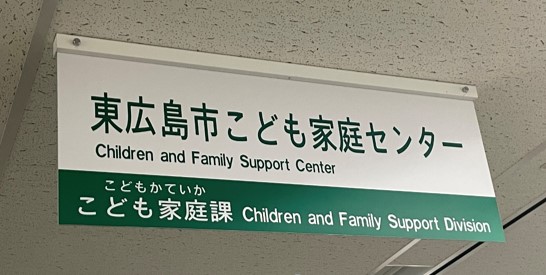 東広島市こども家庭センター
Children and Family Support Center
こどもかていか
こども家庭課 Children and Family Support Division